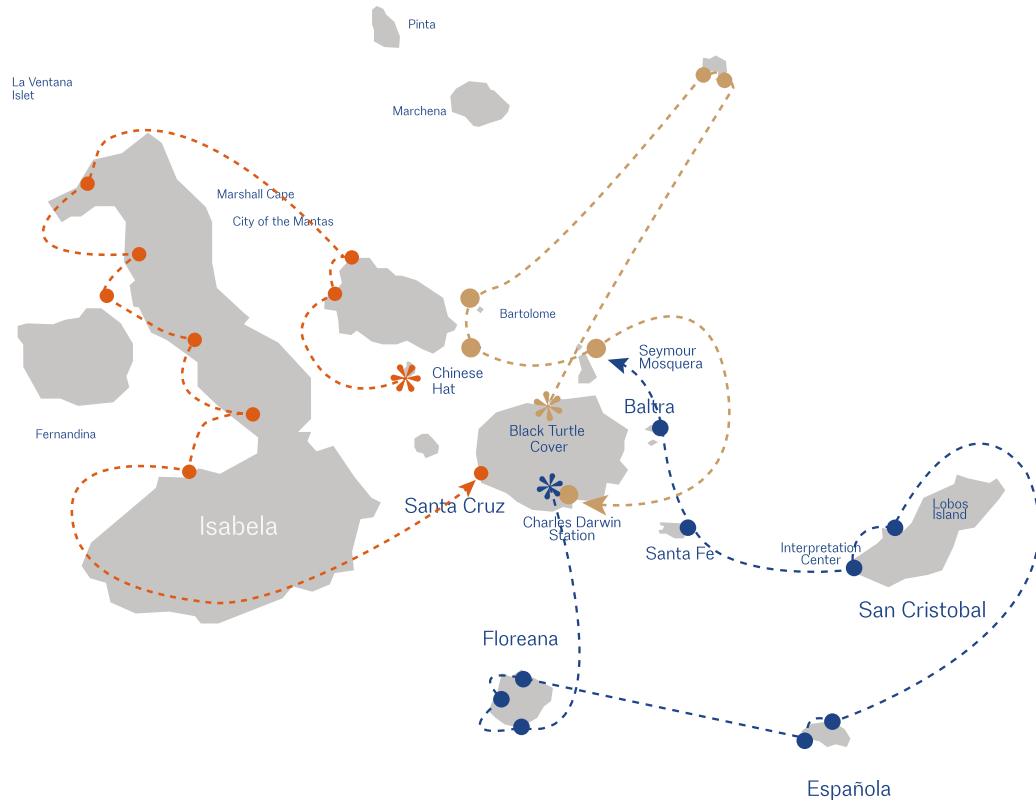 Pinta
La Ventana
Islet
Marchena
Marshall Cape
City of the Mantas
Bartolome
Seymour
Mosquera
Chinese
Hat
Baltra
Black Turtle
Cover
Fernandina
Santa Cruz
Isabela
Charles Darwin
Station
Lobos
Island
Santa Fe
Interpretation
Center
San Cristobal
Floreana
Española